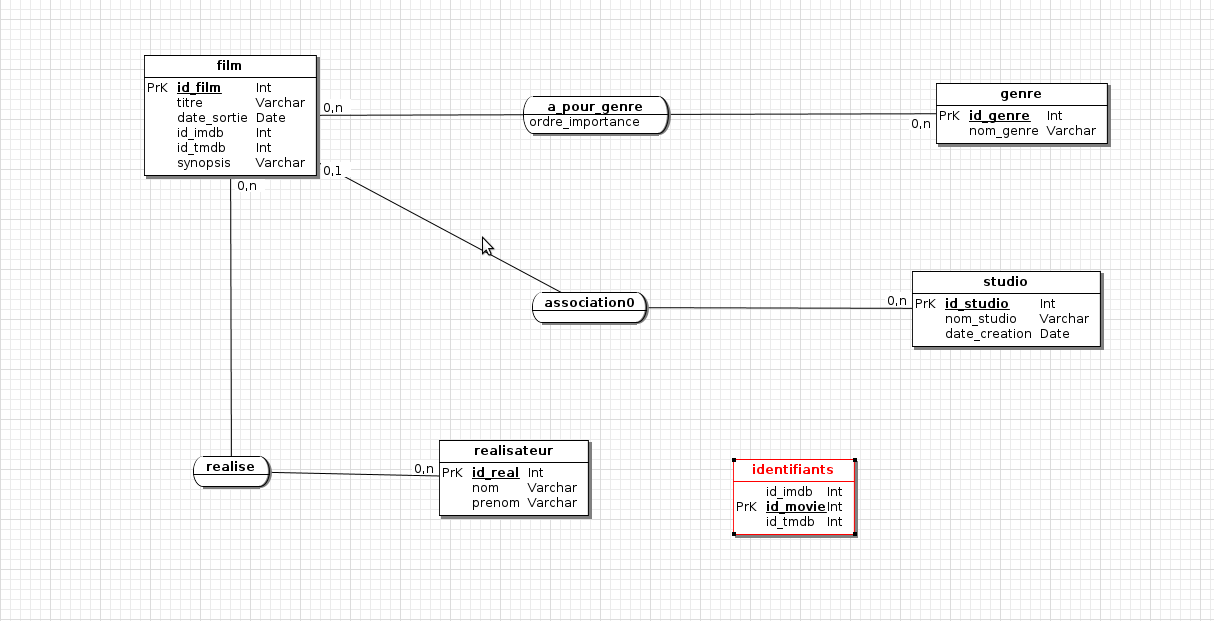 film
PrK id_film Int
titre Varchar
date_sortie Date
id_imdb Int
id_tmdb Int
synopsis Varchar
0,n
0,1
0,n
a_pour_genre
ordre_importance
0,n
genre
PrK id_genre Int
nom_genre Varchar
association0
0,n
studio
PrK id_studio Int
nom_studio Varchar
date_creation Date
realise
0,n
realisateur
PrK id_real Int
nom Varchar
prenom Varchar
identifiants
id_imdb Int
PrK id_movie Int
id_tmdb Int